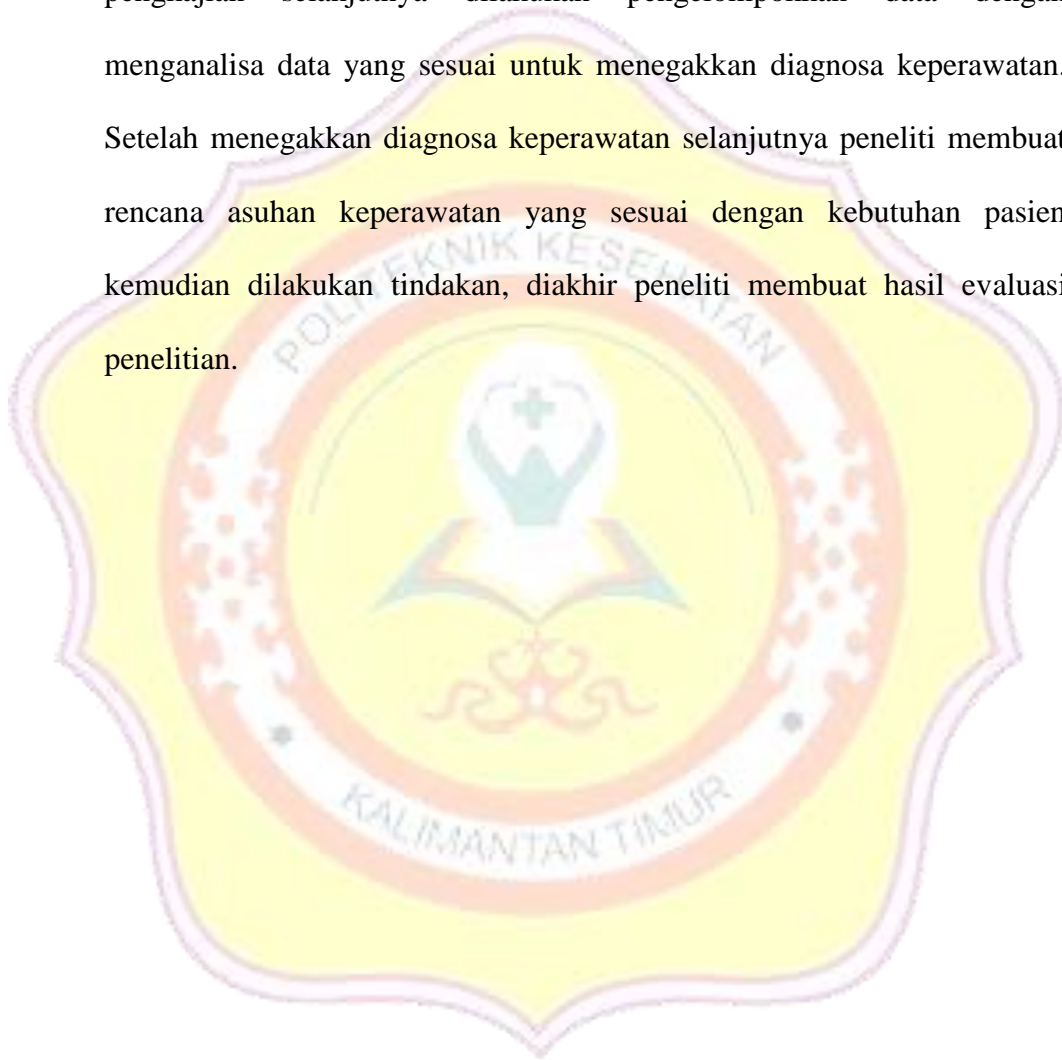 pengkajian selanjutnya dilakukan pengelompokkan data dengan
menganalisa data yang sesuai untuk menegakkan diagnosa keperawatan.
Setelah menegakkan diagnosa keperawatan selanjutnya peneliti membuat
rencana asuhan keperawatan yang sesuai dengan kebutuhan pasien
kemudian dilakukan tindakan, diakhir peneliti membuat hasil evaluasi
penelitian.
POLITEKNIK KESEHATAN
KALIMANTAN TIMUR